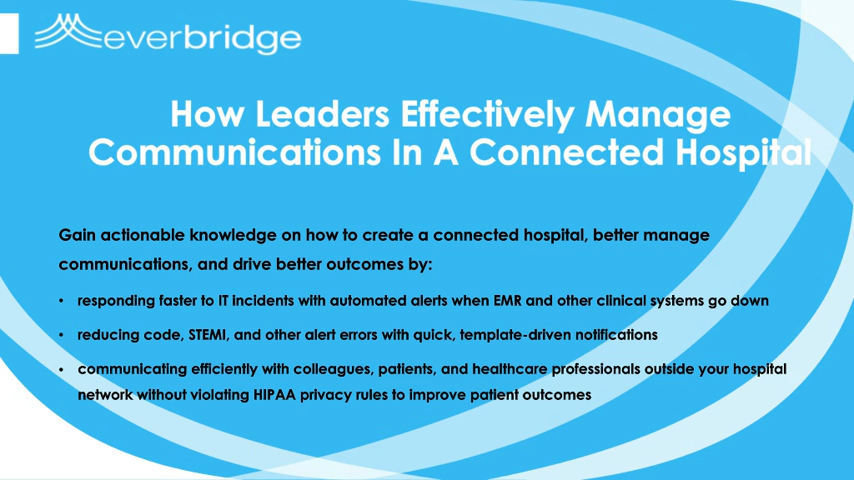 everbridge
How Leaders Effectively Manage
Communications In A Connected Hospital
Gain actionable knowledge on how to create a connected hospital, better manage
communications, and drive better outcomes by:
• responding faster to IT incidents with automated alerts when EMR and other clinical systems go down
• reducing code, STEMI, and other alert errors with quick, template-driven notifications
• communicating efficiently with colleagues, patients, and healthcare professionals outside your hospital
network without violating HIPAA privacy rules to improve patient outcomes